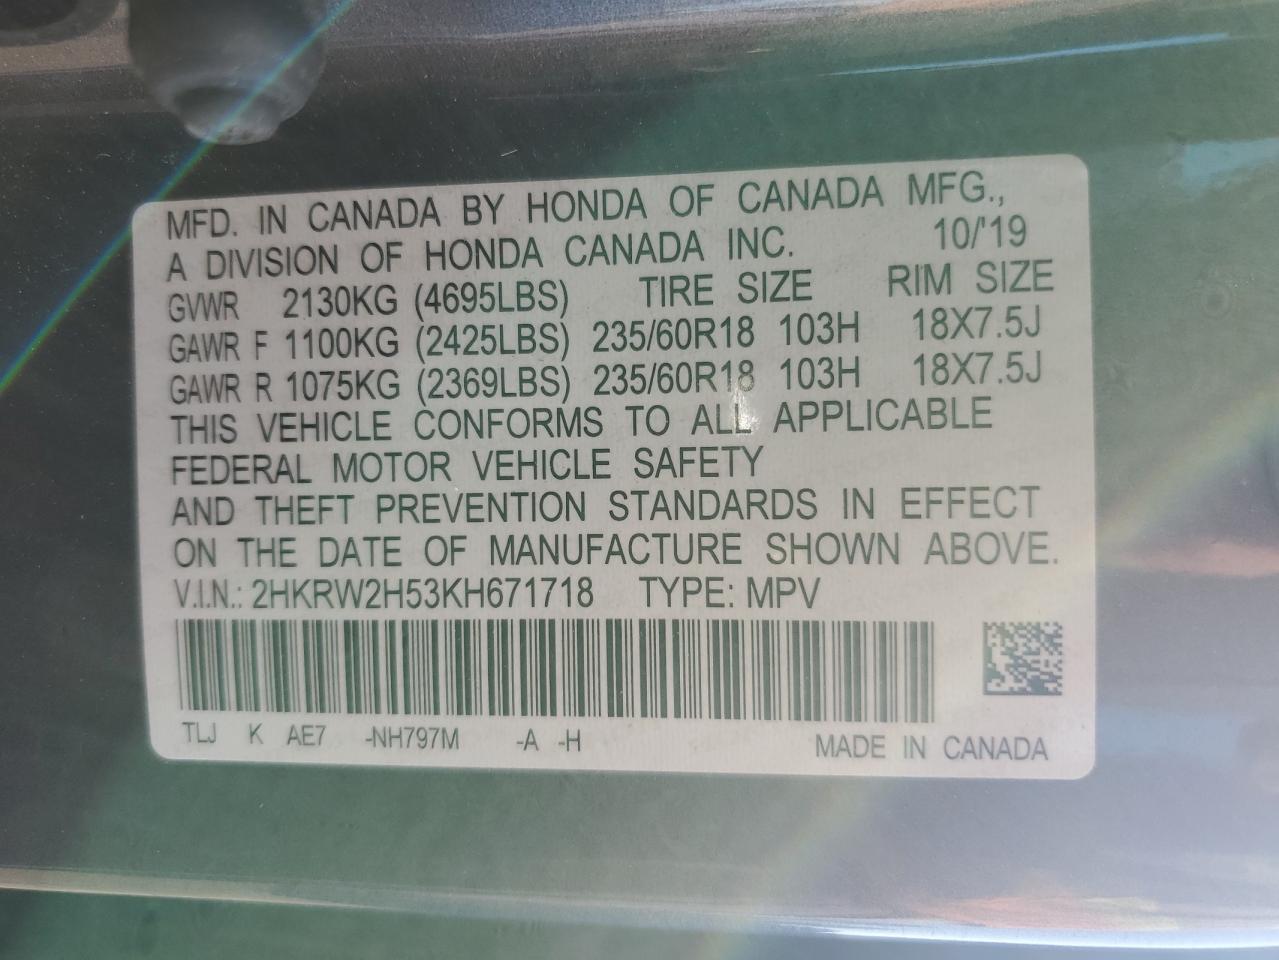 MFD. IN CANADA BY HONDA OF CANADA MFG.,
A DIVISION OF HONDA CANADA INC. 10/'19
GVWR 2130KG (4695LBS) TIRE SIZE RIM SIZE
GAWR F 1100KG (2425LBS) 235/60R18 103H 18X7.5J
GAWR R 1075KG (2369LBS) 235/60R18 103H 18X7.5J
THIS VEHICLE CONFORMS TO ALL APPLICABLE
FEDERAL MOTOR VEHICLE SAFETY
AND THEFT PREVENTION STANDARDS IN EFFECT
ON THE DATE OF MANUFACTURE SHOWN ABOVE.
V.I.N.: 2HKRW2H53KH671718 TYPE: MPV
TLJ K AE7 -NH797M -A -H MADE IN CANADA